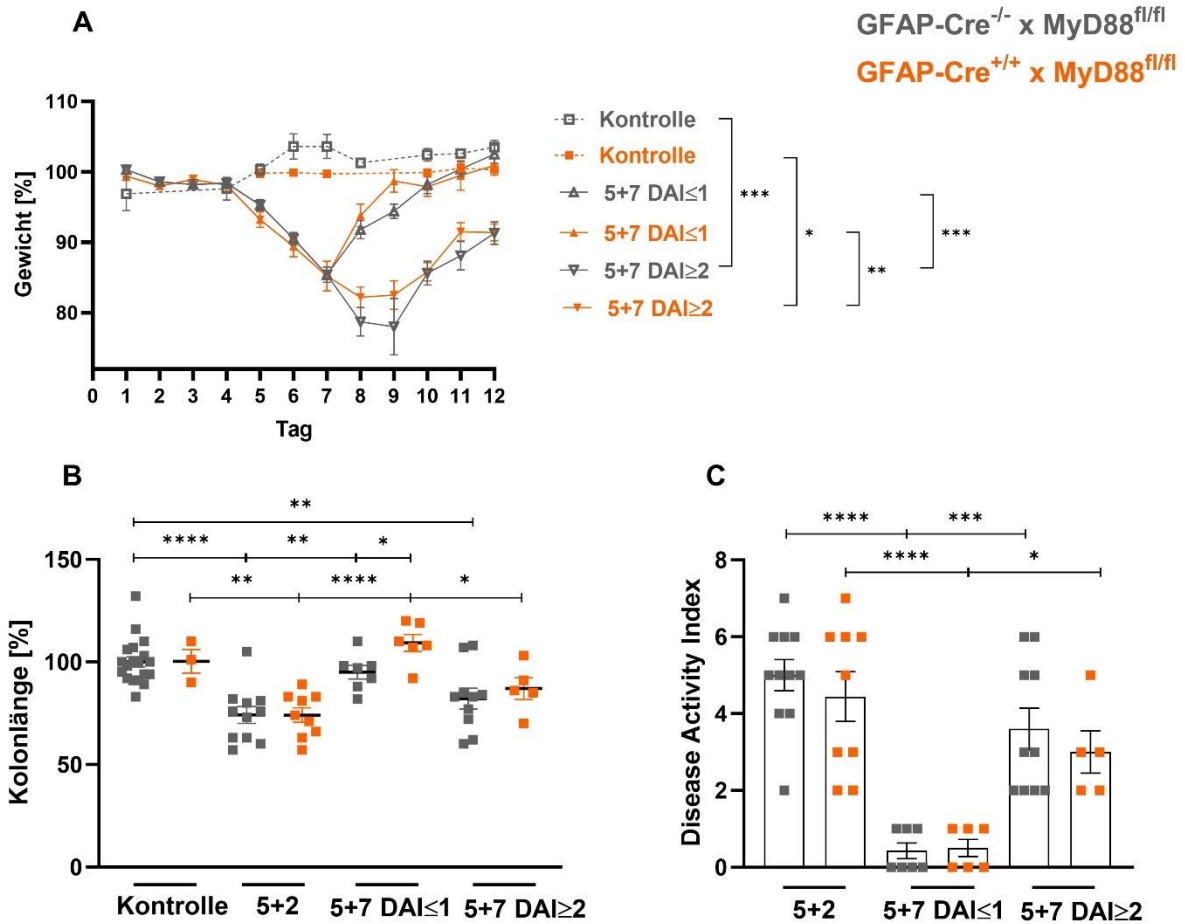 A
GFAP-Cre-/- x MyD88fl/fl
GFAP-Cre+/+ x MyD88fl/fl
Gewicht [%]
110
100
90
80
0 1 2 3 4 5 6 7 8 9 10 11 12
Tag
Kontrolle
Kontrolle
5+7 DAI≤1
5+7 DAI≤1
5+7 DAI≥2
5+7 DAI≥2
***
*
**
***
B
Kolonlänge [%]
150
100
50
0
**
**** ** *
** **** *
Kontrolle 5+2 5+7 DAI≤1 5+7 DAI≥2
C
Disease Activity Index
8
6
4
2
0
**** ***
**** *
5+2 5+7 DAI≤1 5+7 DAI≥2